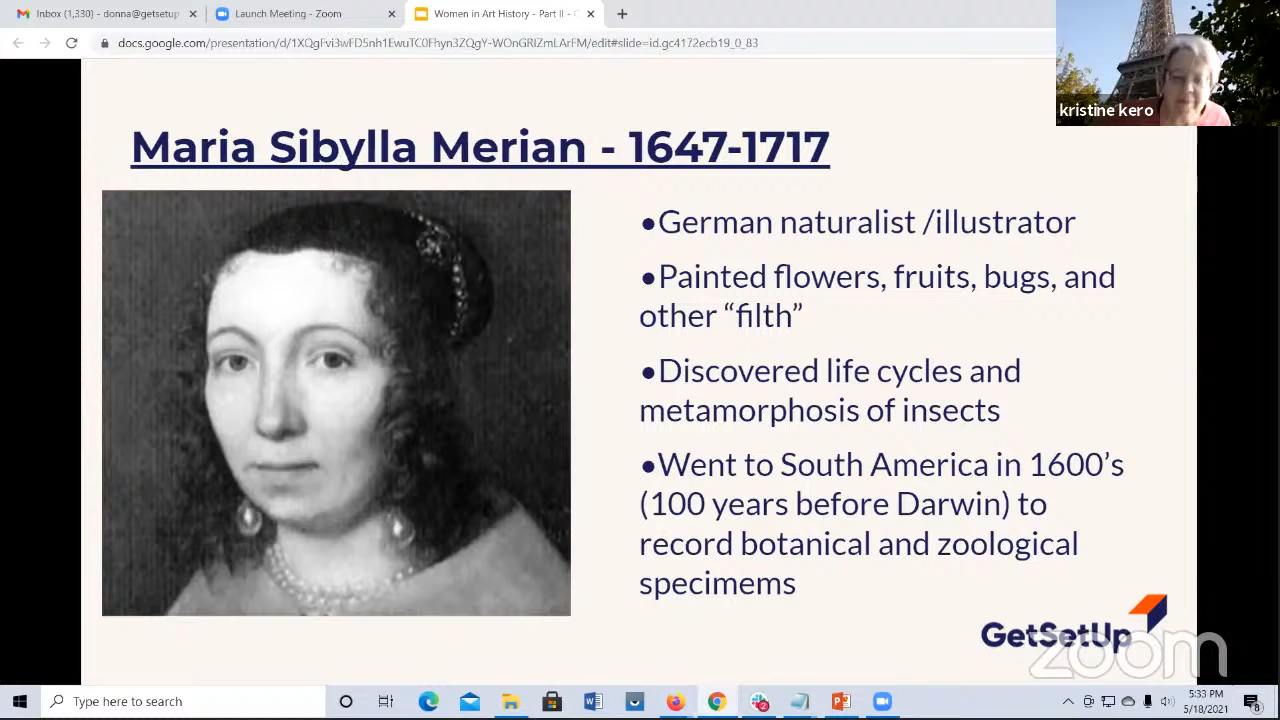 Inbox (1,330) - donna@getsetup
Launch Meeting - Zoom
Women in Art History - Part II - G
docs.google.com/presentation/d/1XQgFvi3wFD5nh1EwuTC0Fhyn3ZQgY-WOnGRIZmLArFM/edit#slide=id.gc4172ecb19_0_83
kristine kero
Maria Sibylla Merian - 1647-1717
•German naturalist /illustrator
•Painted flowers, fruits, bugs, and
other “filth”
•Discovered life cycles and
metamorphosis of insects
•Went to South America in 1600’s
(100 years before Darwin) to
record botanical and zoological
specimems
GetSetUp
zoom
Type here to search
5:33 PM
5/18/2021